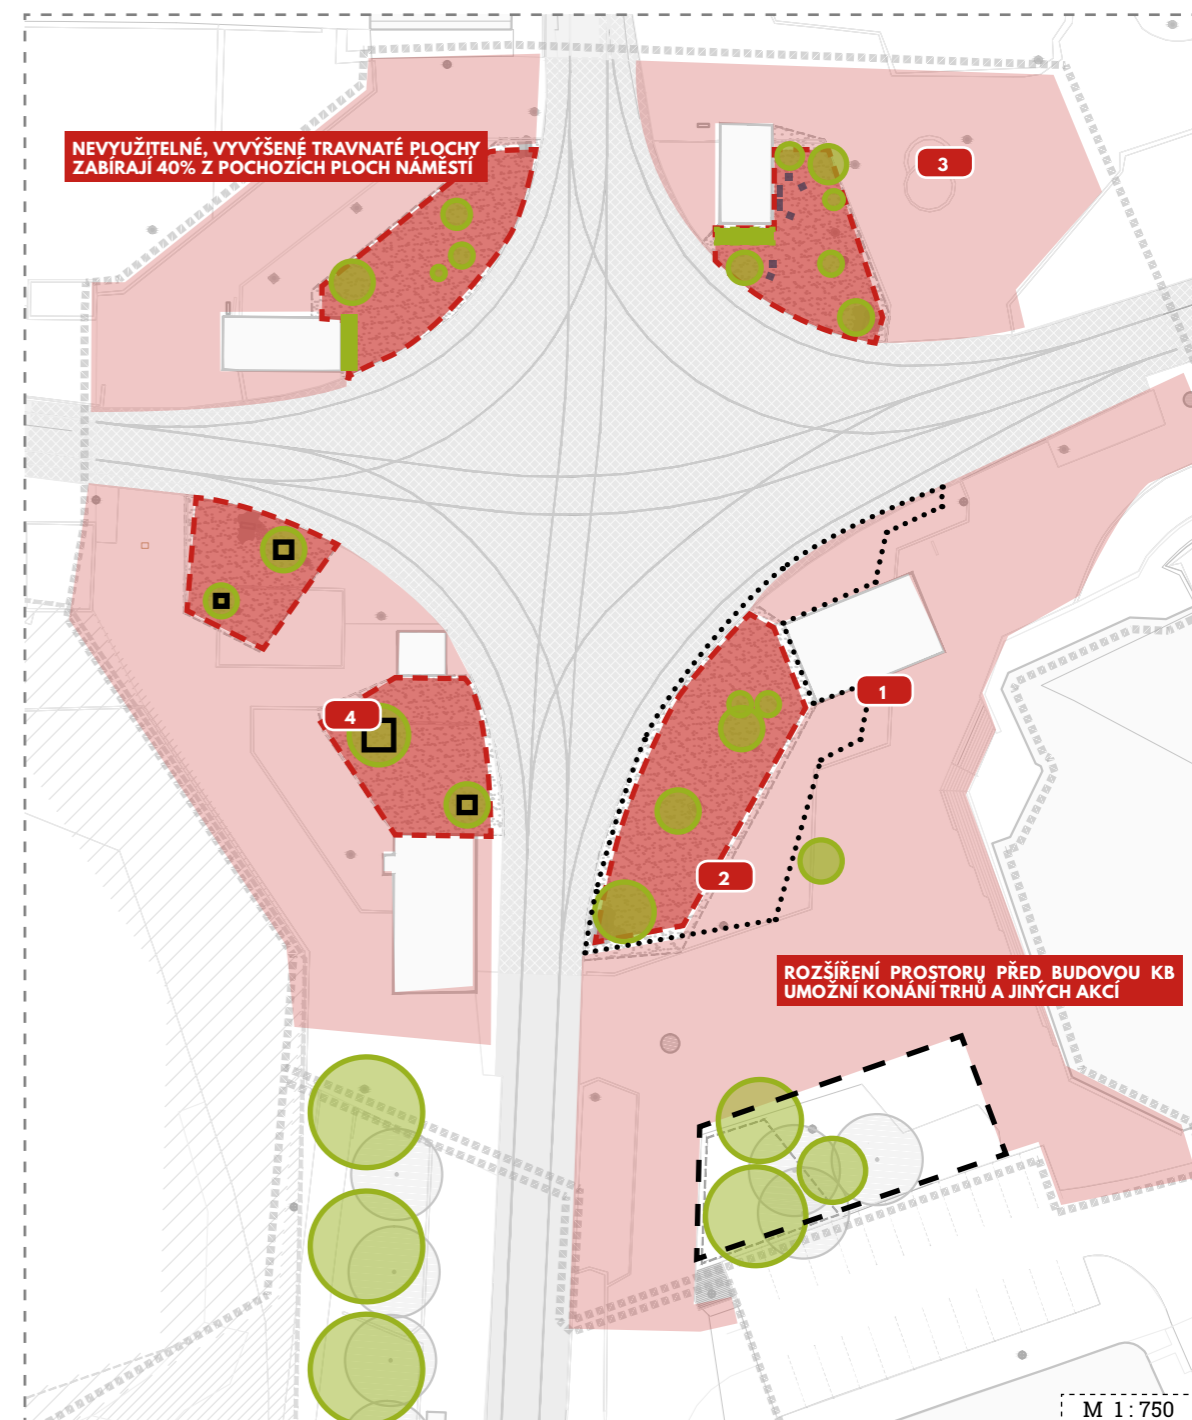 NEVYUŽITELNÉ, VYVÝŠENÉ TRAVNATÉ PLOCHY
ZABÍRAJÍ 40% Z POCHOZÍCH PLOCH NÁMĚSTÍ
3
1
4
2
ROZŠÍŘENÍ PROSTORU PŘED BUDOVOU KB
UMOŽNÍ KONÁNÍ TRHŮ A JINÝCH AKCÍ
M 1:750